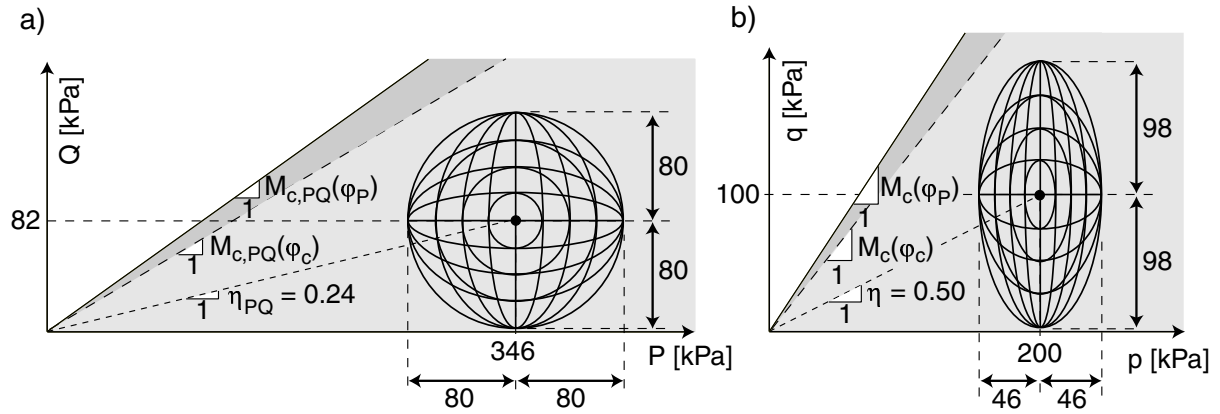 a)
Q [kPa]
M_c,PQ(φ_P)
1
80
82
M_c,PQ(φ_c)
1
80
η_PQ = 0.24
1
346
P [kPa]
80
80
b)
q [kPa]
98
M_c(φ_P)
1
100
M_c(φ_c)
1
98
η = 0.50
1
200
p [kPa]
46
46